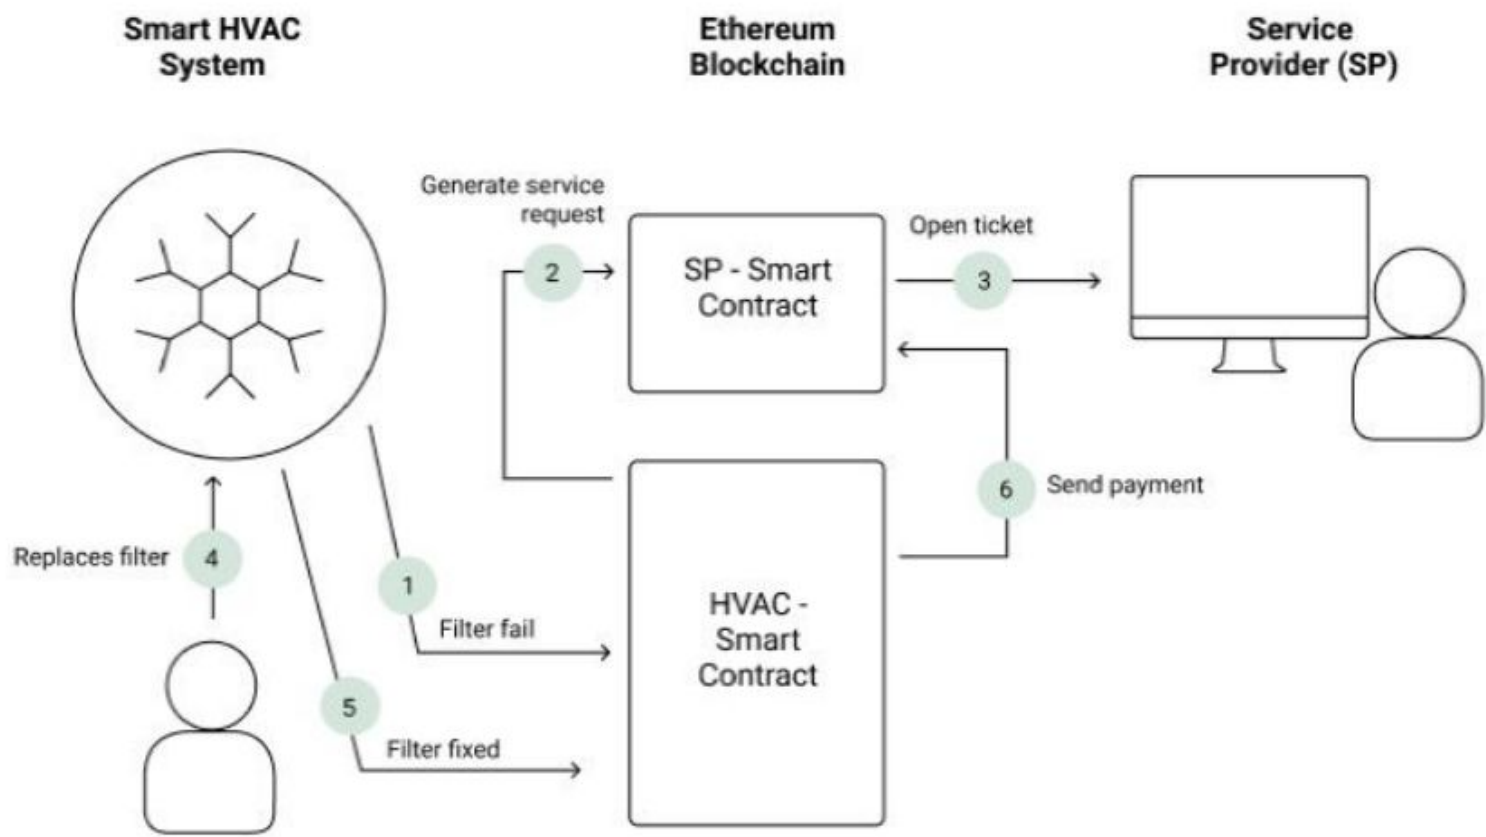 Smart HVAC
System
Ethereum
Blockchain
Service
Provider (SP)
Generate service
request
2
SP - Smart
Contract
Open ticket
3
6
Send payment
Replaces filter
4
1
Filter fail
HVAC -
Smart
Contract
5
Filter fixed